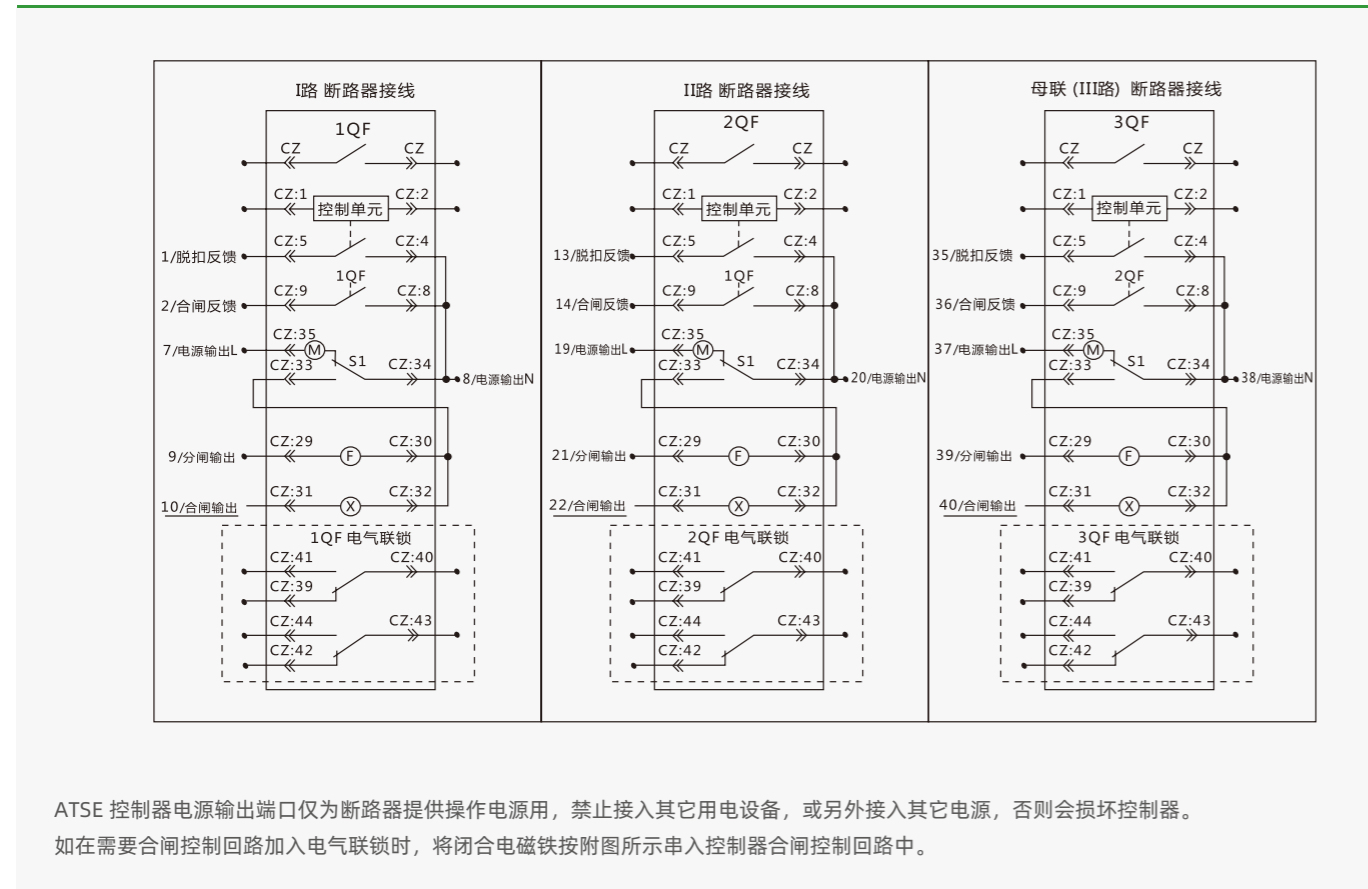 I路 断路器接线
1QF
CZ CZ
CZ:1 控制单元 CZ:2
CZ:5 CZ:4
1/脱扣反馈
1QF
CZ:9 CZ:8
2/合闸反馈
CZ:35
7/电源输出L M
CZ:33 S1 CZ:34
8/电源输出N
CZ:29 CZ:30
9/分闸输出 F
CZ:31 CZ:32
10/合闸输出 X
1QF 电气联锁
CZ:41 CZ:40
CZ:39
CZ:44 CZ:43
CZ:42
II路 断路器接线
2QF
CZ CZ
CZ:1 控制单元 CZ:2
CZ:5 CZ:4
13/脱扣反馈
1QF
CZ:9 CZ:8
14/合闸反馈
CZ:35
19/电源输出L M
CZ:33 S1 CZ:34
20/电源输出N
CZ:29 CZ:30
21/分闸输出 F
CZ:31 CZ:32
22/合闸输出 X
2QF 电气联锁
CZ:41 CZ:40
CZ:39
CZ:44 CZ:43
CZ:42
母联 (III路) 断路器接线
3QF
CZ CZ
CZ:1 控制单元 CZ:2
CZ:5 CZ:4
35/脱扣反馈
2QF
CZ:9 CZ:8
36/合闸反馈
CZ:35
37/电源输出L M
CZ:33 S1 CZ:34
38/电源输出N
CZ:29 CZ:30
39/分闸输出 F
CZ:31 CZ:32
40/合闸输出 X
3QF 电气联锁
CZ:41 CZ:40
CZ:39
CZ:44 CZ:43
CZ:42
ATSE 控制器电源输出端口仅为断路器提供操作电源用，禁止接入其它用电设备，或另外接入其它电源，否则会损坏控制器。
如在需要合闸控制回路加入电气联锁时，将闭合电磁铁按附图所示串入控制器合闸控制回路中。